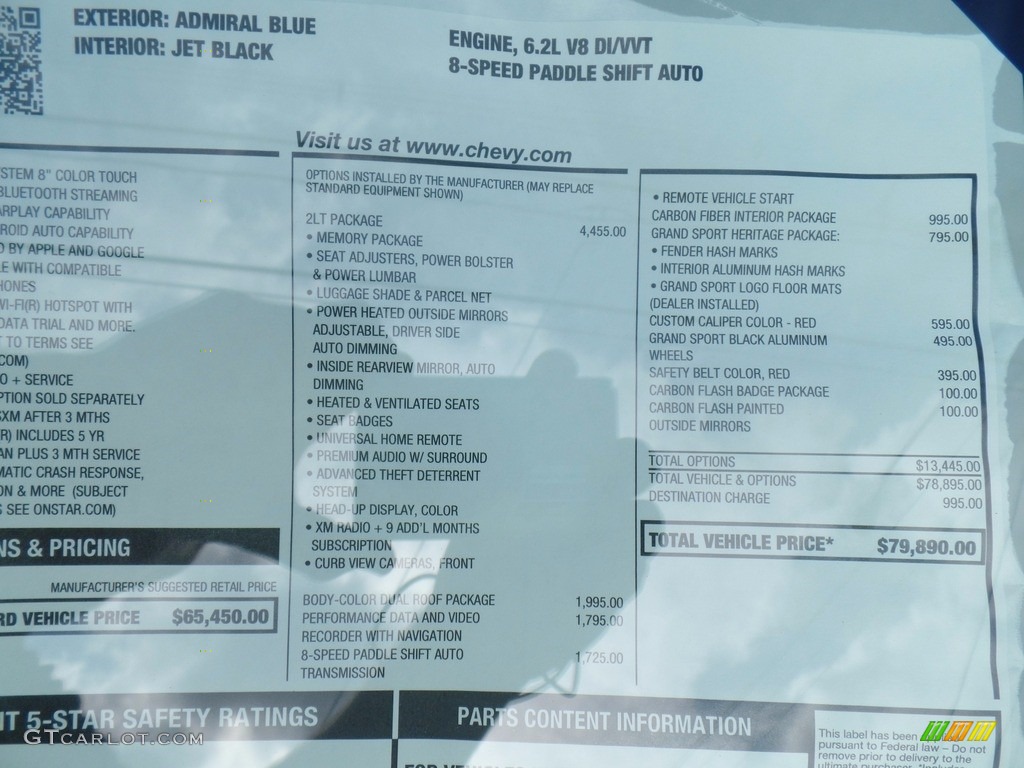 EXTERIOR: ADMIRAL BLUE
INTERIOR: JET BLACK
ENGINE, 6.2L V8 DI/VVT
8-SPEED PADDLE SHIFT AUTO
Visit us at www.chevy.com
STEM 8" COLOR TOUCH
BLUETOOTH STREAMING
ARPLAY CAPABILITY
ROID AUTO CAPABILITY
D BY APPLE AND GOOGLE
LE WITH COMPATIBLE
HONES
WI-FI(R) HOTSPOT WITH
DATA TRIAL AND MORE.
T TO TERMS SEE
COM)
O + SERVICE
PTION SOLD SEPARATELY
SXM AFTER 3 MTHS
R) INCLUDES 5 YR
AN PLUS 3 MTH SERVICE
MATIC CRASH RESPONSE,
ON & MORE (SUBJECT
S SEE ONSTAR.COM)
NS & PRICING
MANUFACTURER'S SUGGESTED RETAIL PRICE
RD VEHICLE PRICE $65,450.00
OPTIONS INSTALLED BY THE MANUFACTURER (MAY REPLACE
STANDARD EQUIPMENT SHOWN)
2LT PACKAGE 4,455.00
• MEMORY PACKAGE
• SEAT ADJUSTERS, POWER BOLSTER
& POWER LUMBAR
• LUGGAGE SHADE & PARCEL NET
• POWER HEATED OUTSIDE MIRRORS
ADJUSTABLE, DRIVER SIDE
AUTO DIMMING
• INSIDE REARVIEW MIRROR, AUTO
DIMMING
• HEATED & VENTILATED SEATS
• SEAT BADGES
• UNIVERSAL HOME REMOTE
• PREMIUM AUDIO W/ SURROUND
• ADVANCED THEFT DETERRENT
SYSTEM
• HEAD-UP DISPLAY, COLOR
• XM RADIO + 9 ADD'L MONTHS
SUBSCRIPTION
• CURB VIEW CAMERAS, FRONT
BODY-COLOR DUAL ROOF PACKAGE 1,995.00
PERFORMANCE DATA AND VIDEO 1,795.00
RECORDER WITH NAVIGATION
8-SPEED PADDLE SHIFT AUTO 1,725.00
TRANSMISSION
• REMOTE VEHICLE START
CARBON FIBER INTERIOR PACKAGE 995.00
GRAND SPORT HERITAGE PACKAGE: 795.00
• FENDER HASH MARKS
• INTERIOR ALUMINUM HASH MARKS
• GRAND SPORT LOGO FLOOR MATS
(DEALER INSTALLED)
CUSTOM CALIPER COLOR - RED 595.00
GRAND SPORT BLACK ALUMINUM 495.00
WHEELS
SAFETY BELT COLOR, RED 395.00
CARBON FLASH BADGE PACKAGE 100.00
CARBON FLASH PAINTED 100.00
OUTSIDE MIRRORS
TOTAL OPTIONS $13,445.00
TOTAL VEHICLE & OPTIONS $78,895.00
DESTINATION CHARGE 995.00
TOTAL VEHICLE PRICE* $79,890.00
NT 5-STAR SAFETY RATINGS
PARTS CONTENT INFORMATION
This label has been
pursuant to Federal law – Do not
remove prior to delivery to the
GTCARLOT.COM